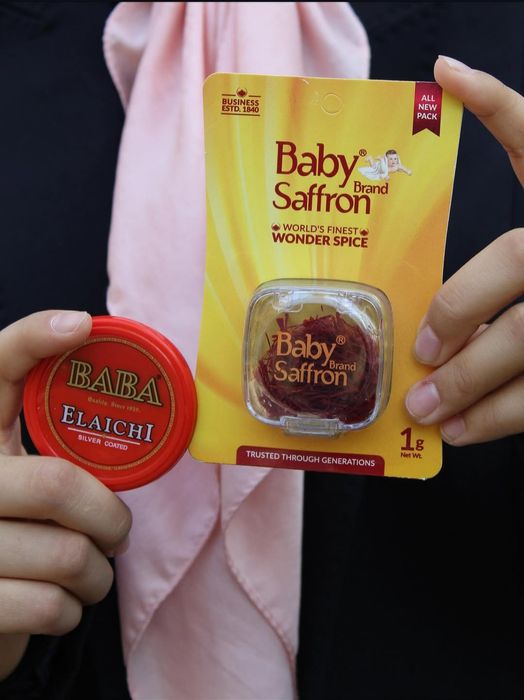 BUSINESS
ESTD. 1840
ALL
NEW
PACK
Baby®
Saffron Brand
WORLD'S FINEST
WONDER SPICE
Baby®
Saffron Brand
TRUSTED THROUGH GENERATIONS
1g
Net Wt.
BABA®
Quality Since 1929.
ELAICHI
SILVER COATED